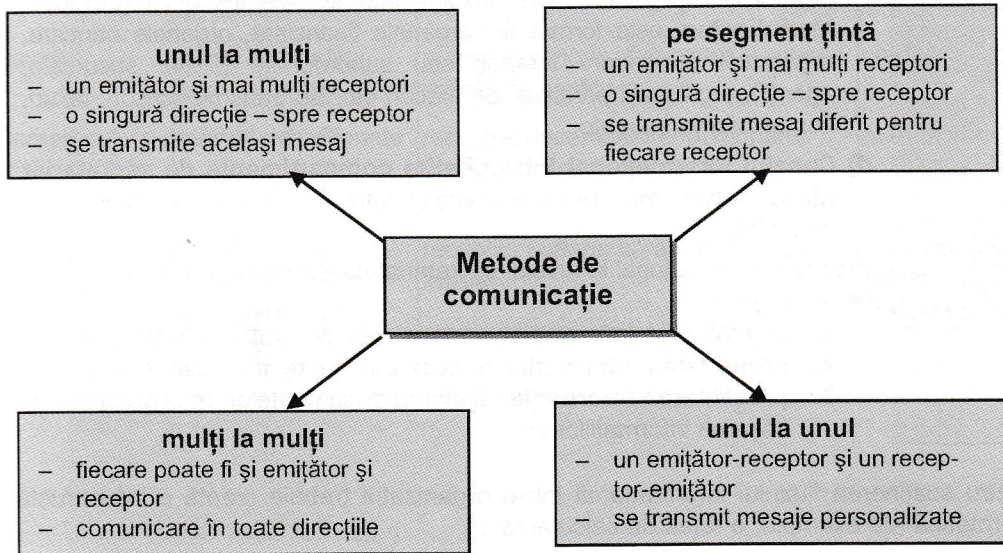 unul la mulți
– un emițător și mai mulți receptori
– o singură direcție – spre receptor
– se transmite același mesaj
pe segment țintă
– un emițător și mai mulți receptori
– o singură direcție – spre receptor
– se transmite mesaj diferit pentru
fiecare receptor
Metode de
comunicație
mulți la mulți
– fiecare poate fi și emițător și
receptor
– comunicare în toate direcțiile
unul la unul
– un emițător-receptor și un recep-
tor-emițător
– se transmit mesaje personalizate